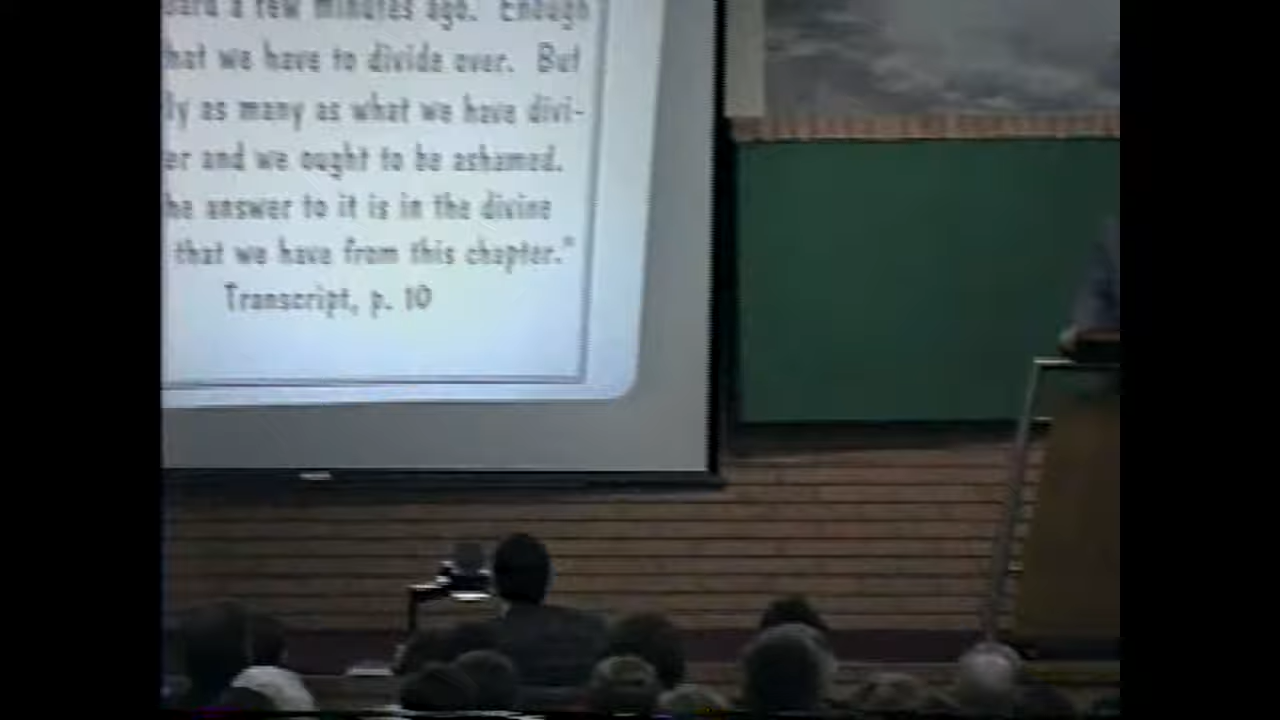 a few minutes ago. Enough
hat we have to divide over. But
ly as many as what we have divi-
er and we ought to be ashamed.
he answer to it is in the divine
that we have from this chapter."
Transcript, p. 10